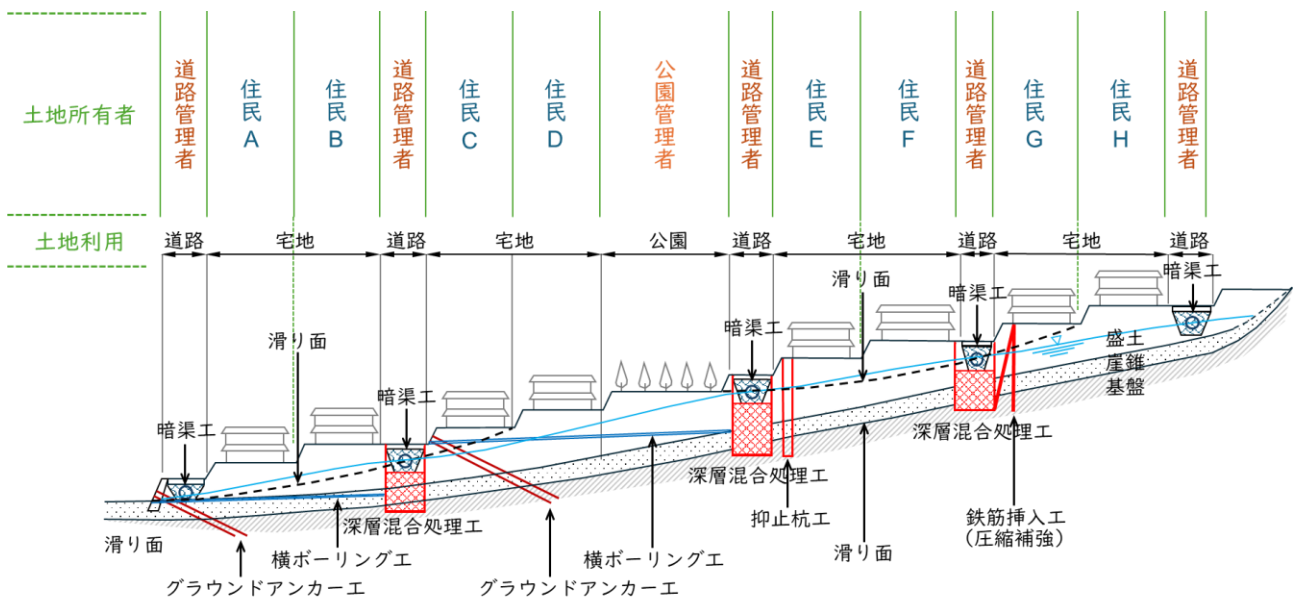 土地所有者
道路管理者
住民A
住民B
道路管理者
住民C
住民D
公園管理者
道路管理者
住民E
住民F
道路管理者
住民G
住民H
道路管理者
土地利用
道路
宅地
道路
宅地
公園
道路
宅地
道路
宅地
道路
滑り面
暗渠工
暗渠工
滑り面
暗渠工
暗渠工
暗渠工
盛土
崖錐
基盤
深層混合処理工
深層混合処理工
深層混合処理工
抑止杭工
鉄筋挿入工
(圧縮補強)
滑り面
横ボーリング工
横ボーリング工
滑り面
グラウンドアンカー工
グラウンドアンカー工